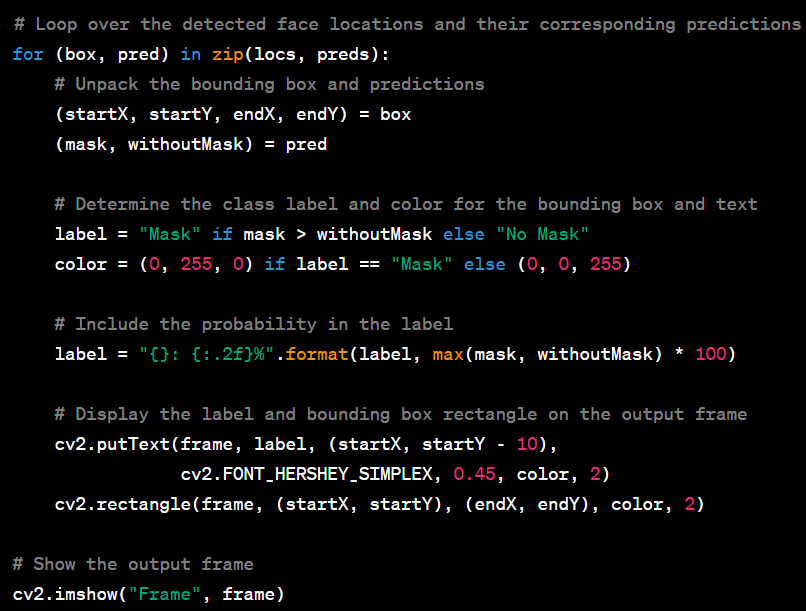 # Loop over the detected face locations and their corresponding predictions
for (box, pred) in zip(locs, preds):
    # Unpack the bounding box and predictions
    (startX, startY, endX, endY) = box
    (mask, withoutMask) = pred

    # Determine the class label and color for the bounding box and text
    label = "Mask" if mask > withoutMask else "No Mask"
    color = (0, 255, 0) if label == "Mask" else (0, 0, 255)

    # Include the probability in the label
    label = "{}: {:.2f}%".format(label, max(mask, withoutMask) * 100)

    # Display the label and bounding box rectangle on the output frame
    cv2.putText(frame, label, (startX, startY - 10),
                cv2.FONT_HERSHEY_SIMPLEX, 0.45, color, 2)
    cv2.rectangle(frame, (startX, startY), (endX, endY), color, 2)

# Show the output frame
cv2.imshow("Frame", frame)